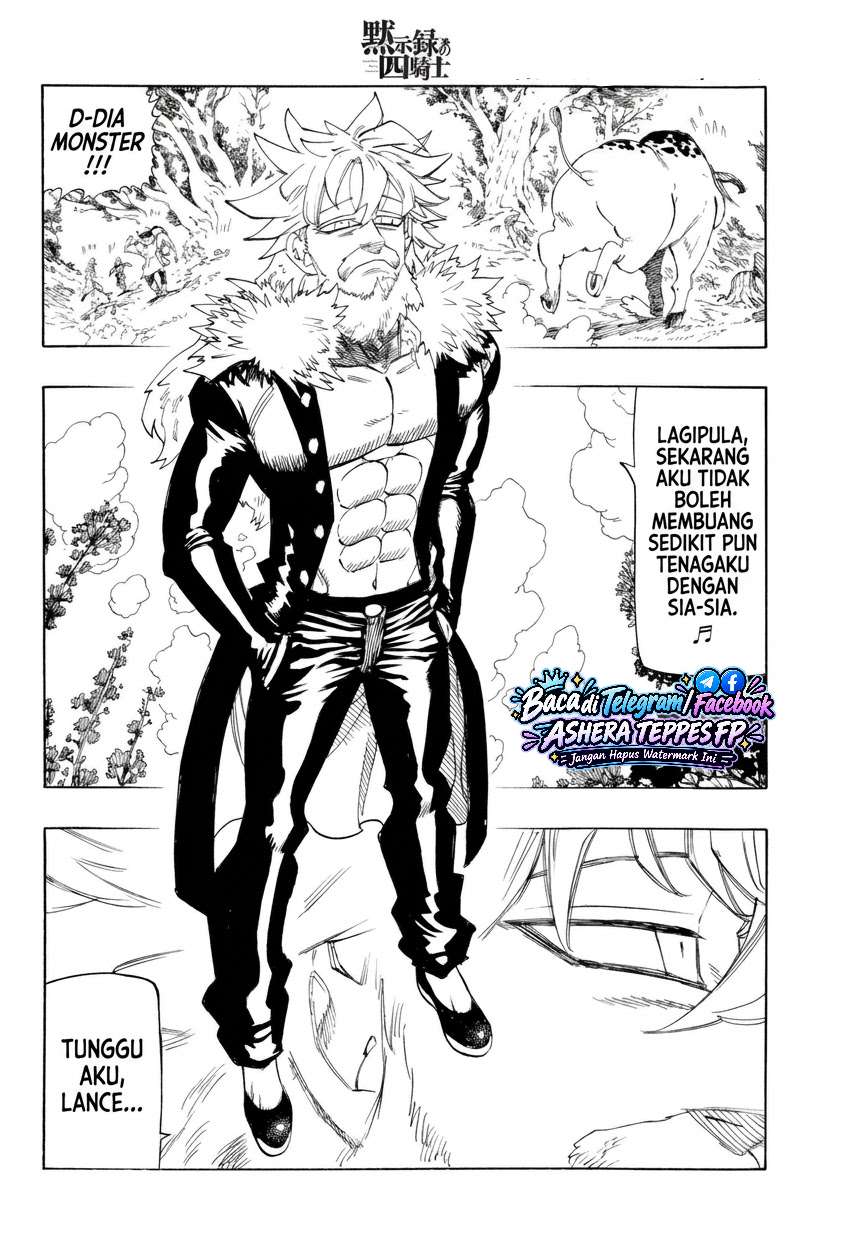 黙示録の
四騎士
D-DIA
MONSTER
!!!
LAGIPULA,
SEKARANG
AKU TIDAK
BOLEH
MEMBUANG
SEDIKIT PUN
TENAGAKU
DENGAN
SIA-SIA.
♬
Baca di Telegram/Facebook
ASHERA TEPPES FP
Jangan Hapus Watermark Ini
TUNGGU
AKU,
LANCE...